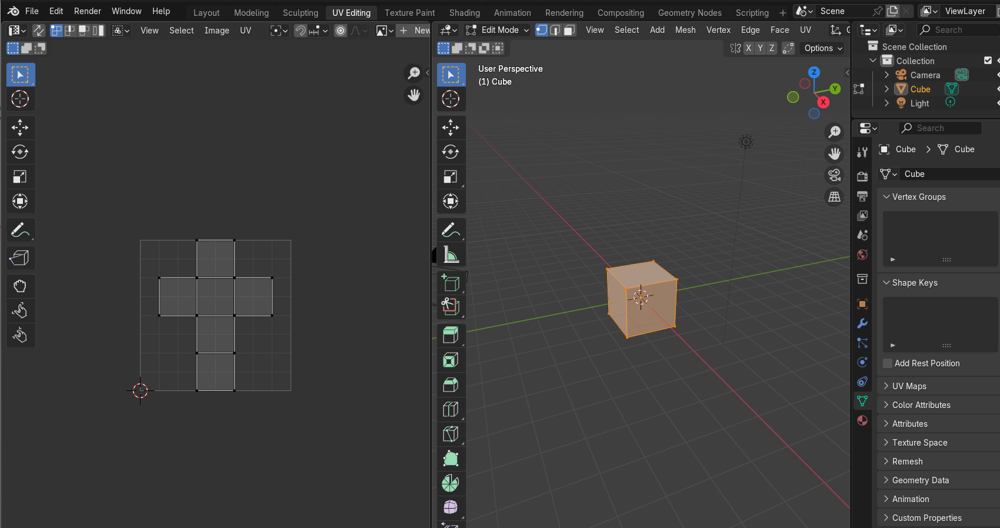 File Edit Render Window Help
Layout Modeling Sculpting UV Editing Texture Paint Shading Animation Rendering Compositing Geometry Nodes Scripting
Scene
ViewLayer
View Select Image UV
New
Edit Mode
View Select Add Mesh Vertex Edge Face UV
Search
X Y Z
Options
User Perspective
(1) Cube
Z
Y
X
Scene Collection
Collection
Camera
Cube
Light
Search
Cube
Cube
Cube
Vertex Groups
Shape Keys
Add Rest Position
UV Maps
Color Attributes
Attributes
Texture Space
Remesh
Geometry Data
Animation
Custom Properties